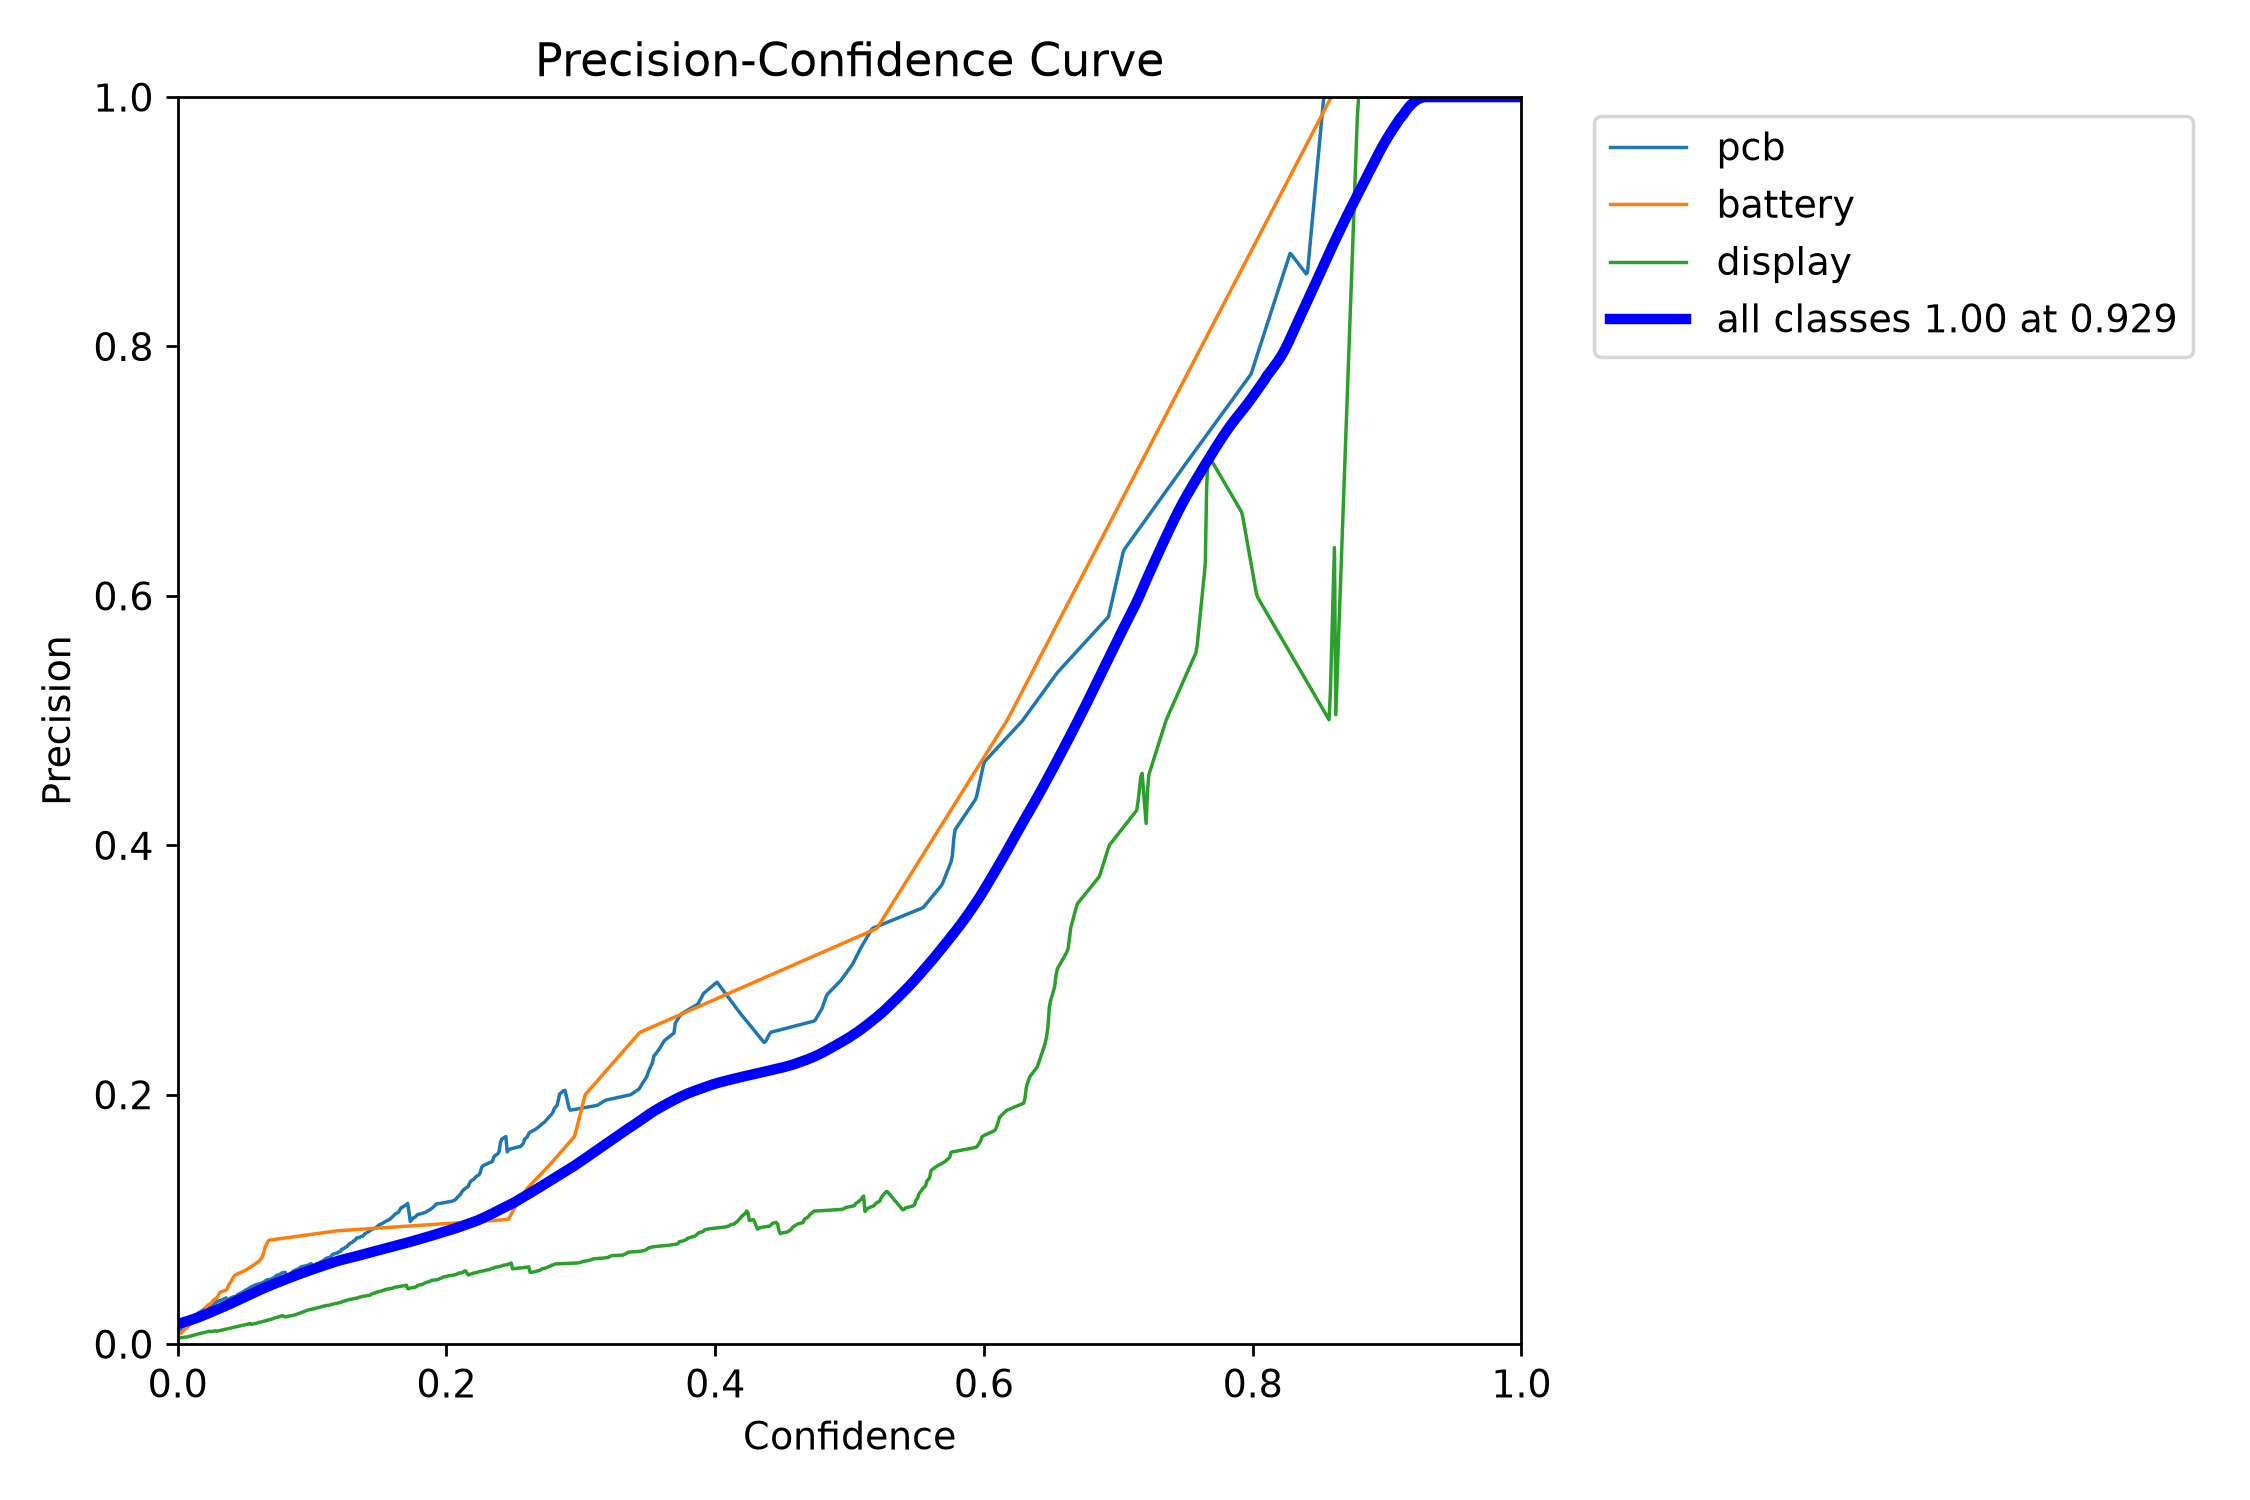 Precision-Confidence Curve
1.0
0.8
0.6
0.4
0.2
0.0
Precision
0.0 0.2 0.4 0.6 0.8 1.0
Confidence
pcb
battery
display
all classes 1.00 at 0.929